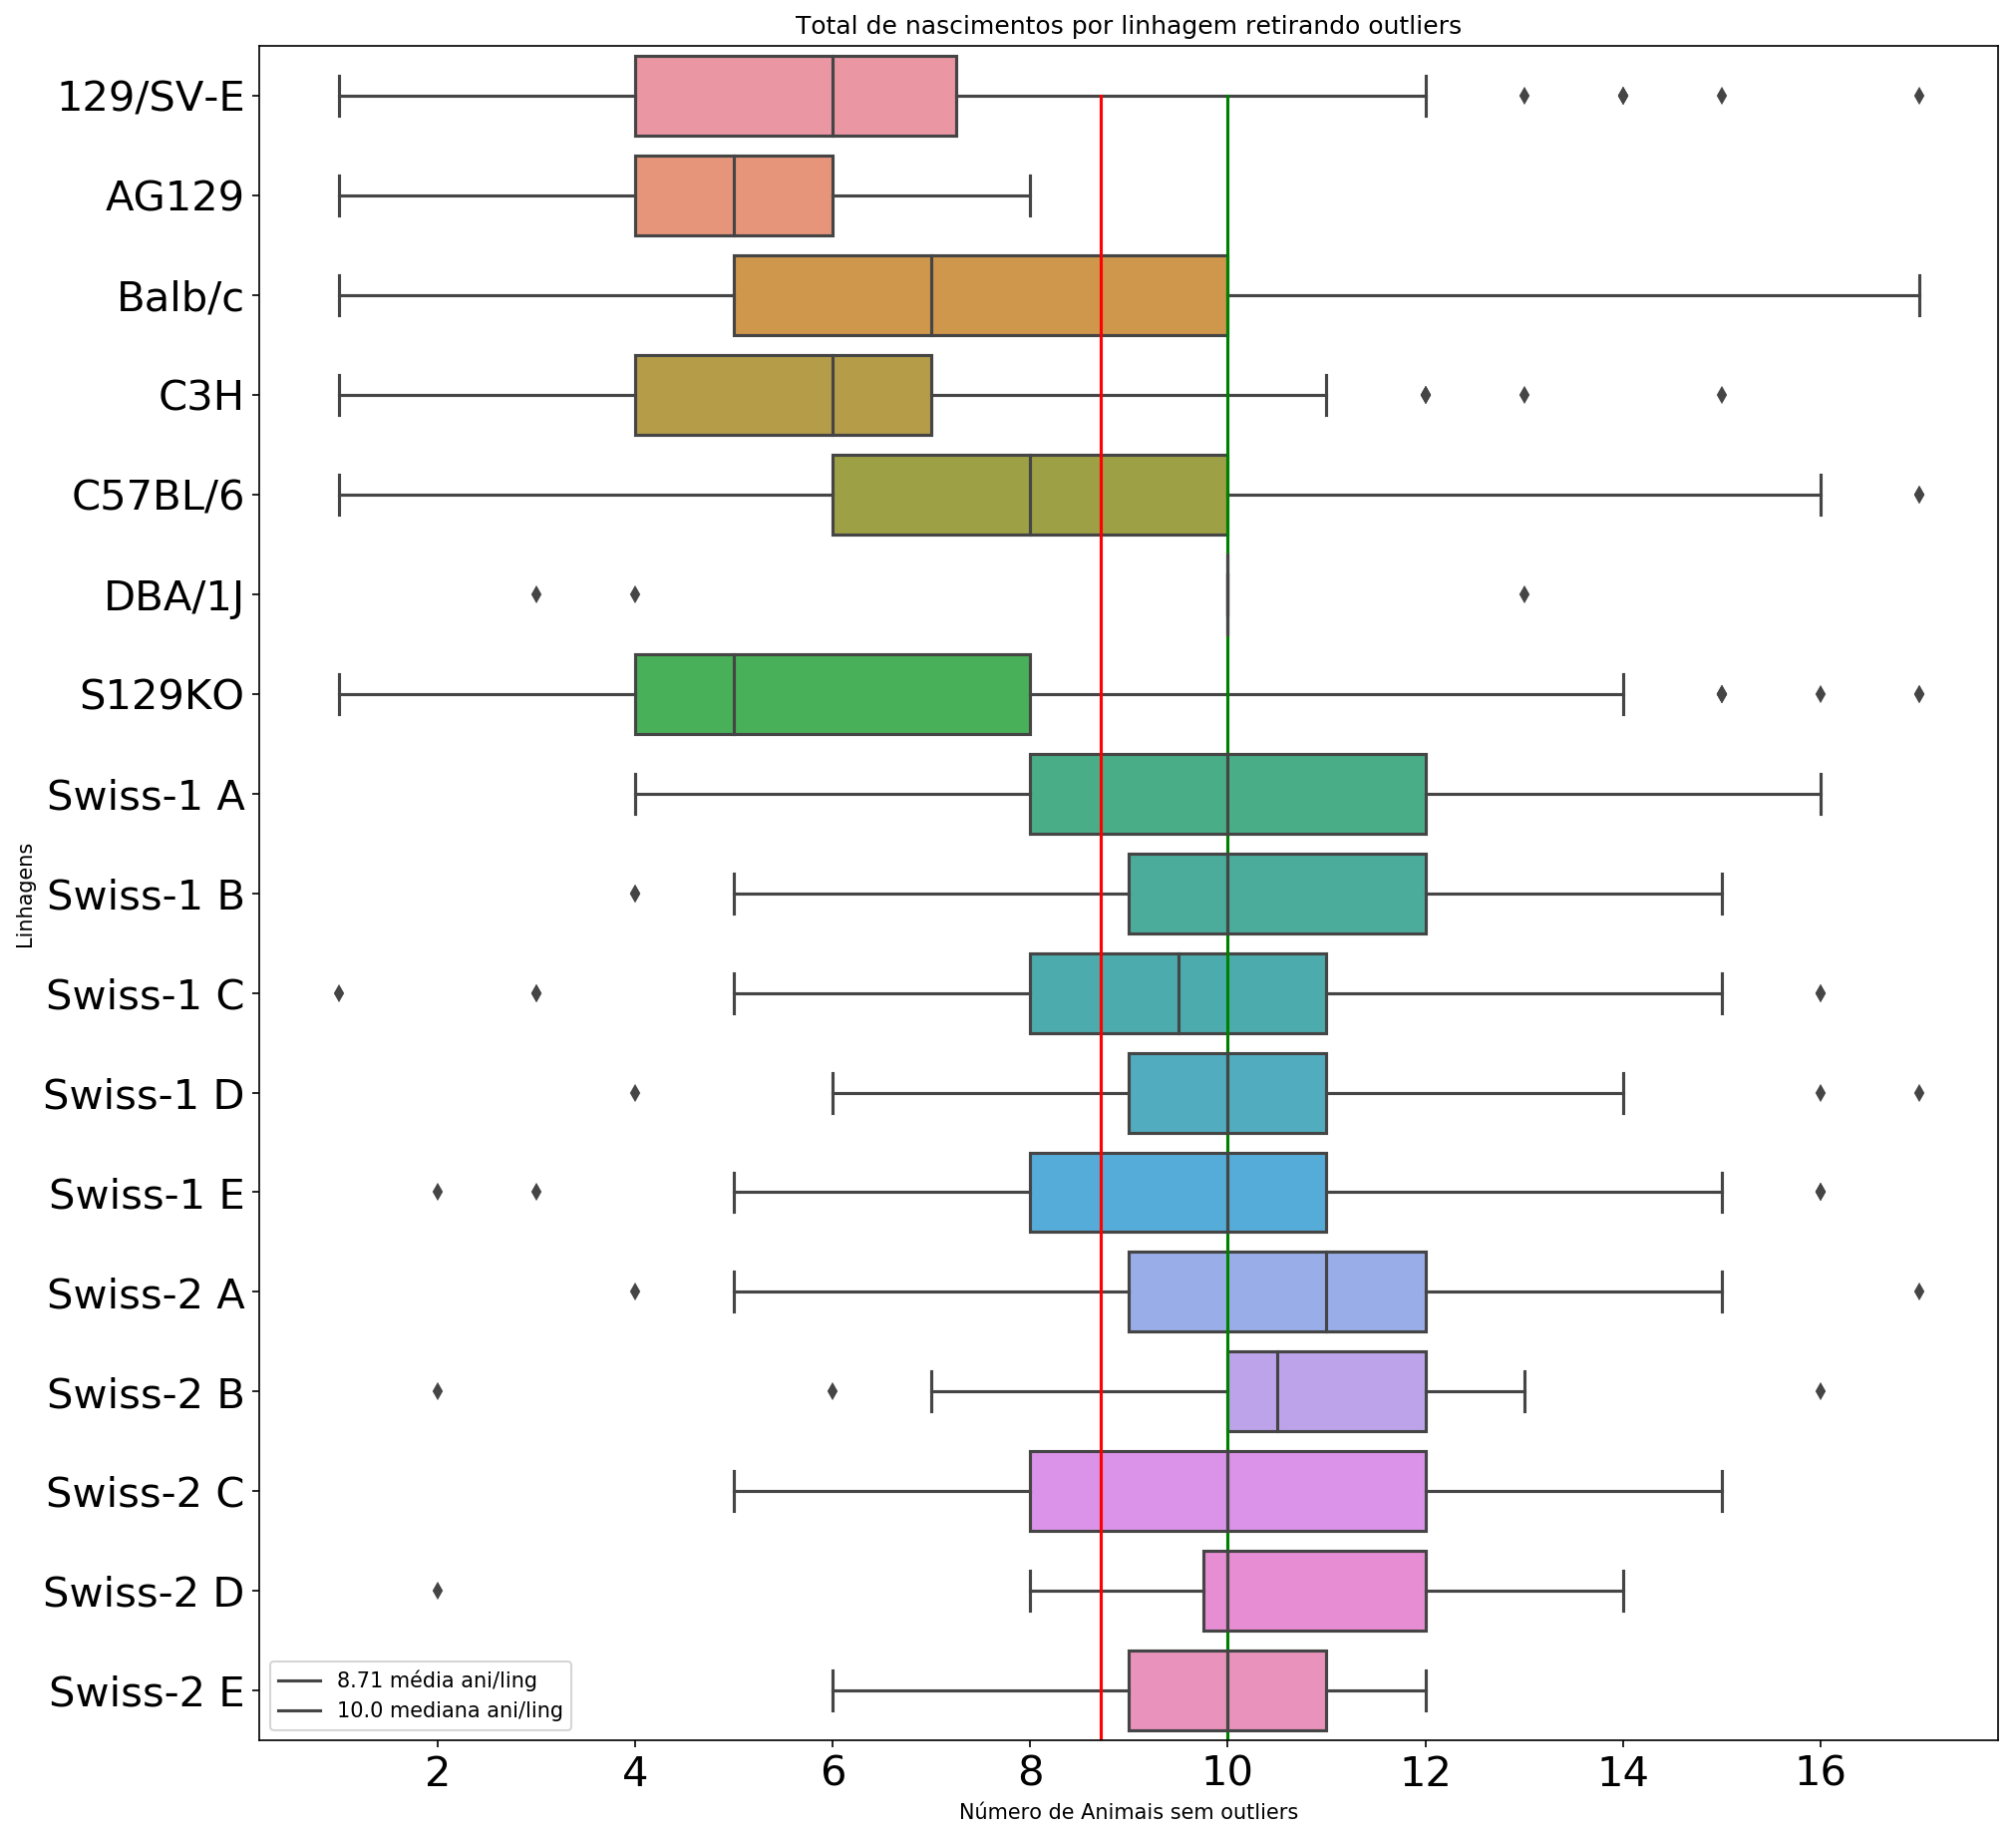 Total de nascimentos por linhagem retirando outliers
129/SV-E
AG129
Balb/c
C3H
C57BL/6
DBA/1J
S129KO
Swiss-1 A
Swiss-1 B
Swiss-1 C
Swiss-1 D
Swiss-1 E
Swiss-2 A
Swiss-2 B
Swiss-2 C
Swiss-2 D
Swiss-2 E
Linhagens
8.71 média ani/ling
10.0 mediana ani/ling
2 4 6 8 10 12 14 16
Número de Animais sem outliers